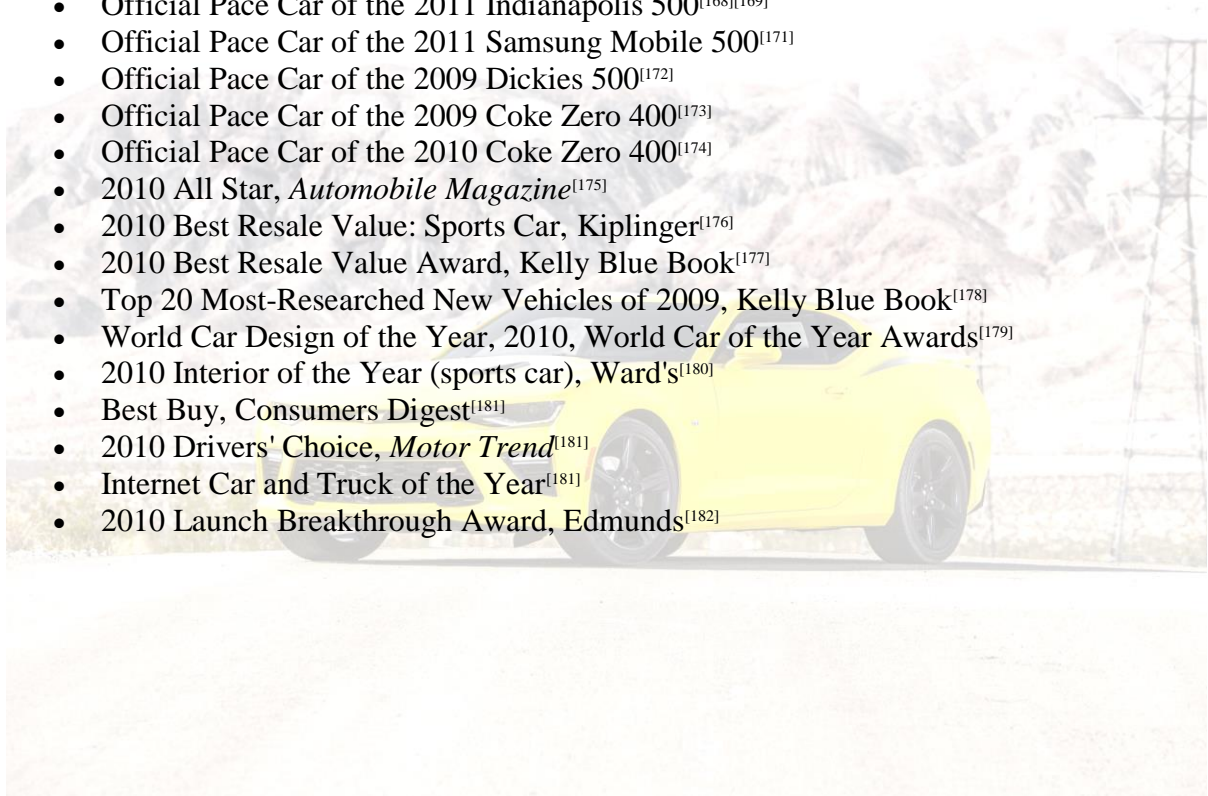 • Official Pace Car of the 2011 Indianapolis 500[168][169]
• Official Pace Car of the 2011 Samsung Mobile 500[171]
• Official Pace Car of the 2009 Dickies 500[172]
• Official Pace Car of the 2009 Coke Zero 400[173]
• Official Pace Car of the 2010 Coke Zero 400[174]
• 2010 All Star, Automobile Magazine[175]
• 2010 Best Resale Value: Sports Car, Kiplinger[176]
• 2010 Best Resale Value Award, Kelly Blue Book[177]
• Top 20 Most-Researched New Vehicles of 2009, Kelly Blue Book[178]
• World Car Design of the Year, 2010, World Car of the Year Awards[179]
• 2010 Interior of the Year (sports car), Ward's[180]
• Best Buy, Consumers Digest[181]
• 2010 Drivers' Choice, Motor Trend[181]
• Internet Car and Truck of the Year[181]
• 2010 Launch Breakthrough Award, Edmunds[182]